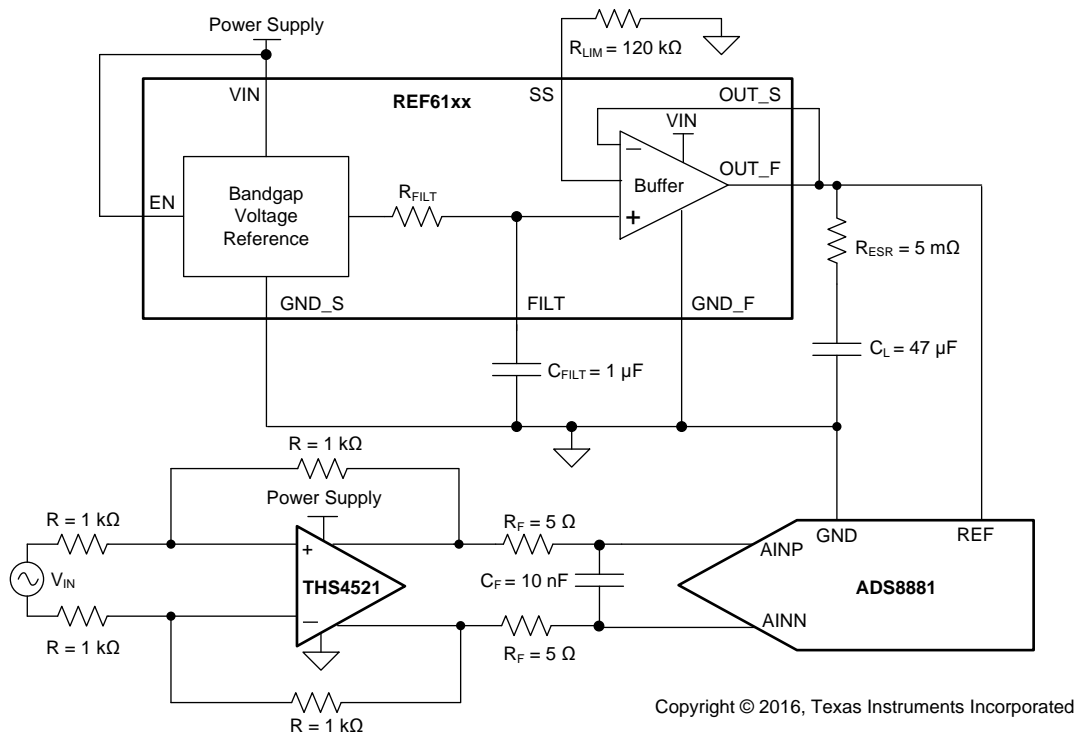 Power Supply
R_LIM = 120 kΩ
VIN
REF61xx
SS
OUT_S
VIN
OUT_F
EN
Bandgap
Voltage
Reference
R_FILT
−
Buffer
+
R_ESR = 5 mΩ
GND_S
FILT
GND_F
C_FILT = 1 µF
C_L = 47 µF
R = 1 kΩ
Power Supply
R = 1 kΩ
R_F = 5 Ω
GND
REF
+
AINP
V_IN
THS4521
C_F = 10 nF
ADS8881
−
AINN
R = 1 kΩ
R_F = 5 Ω
R = 1 kΩ
Copyright © 2016, Texas Instruments Incorporated